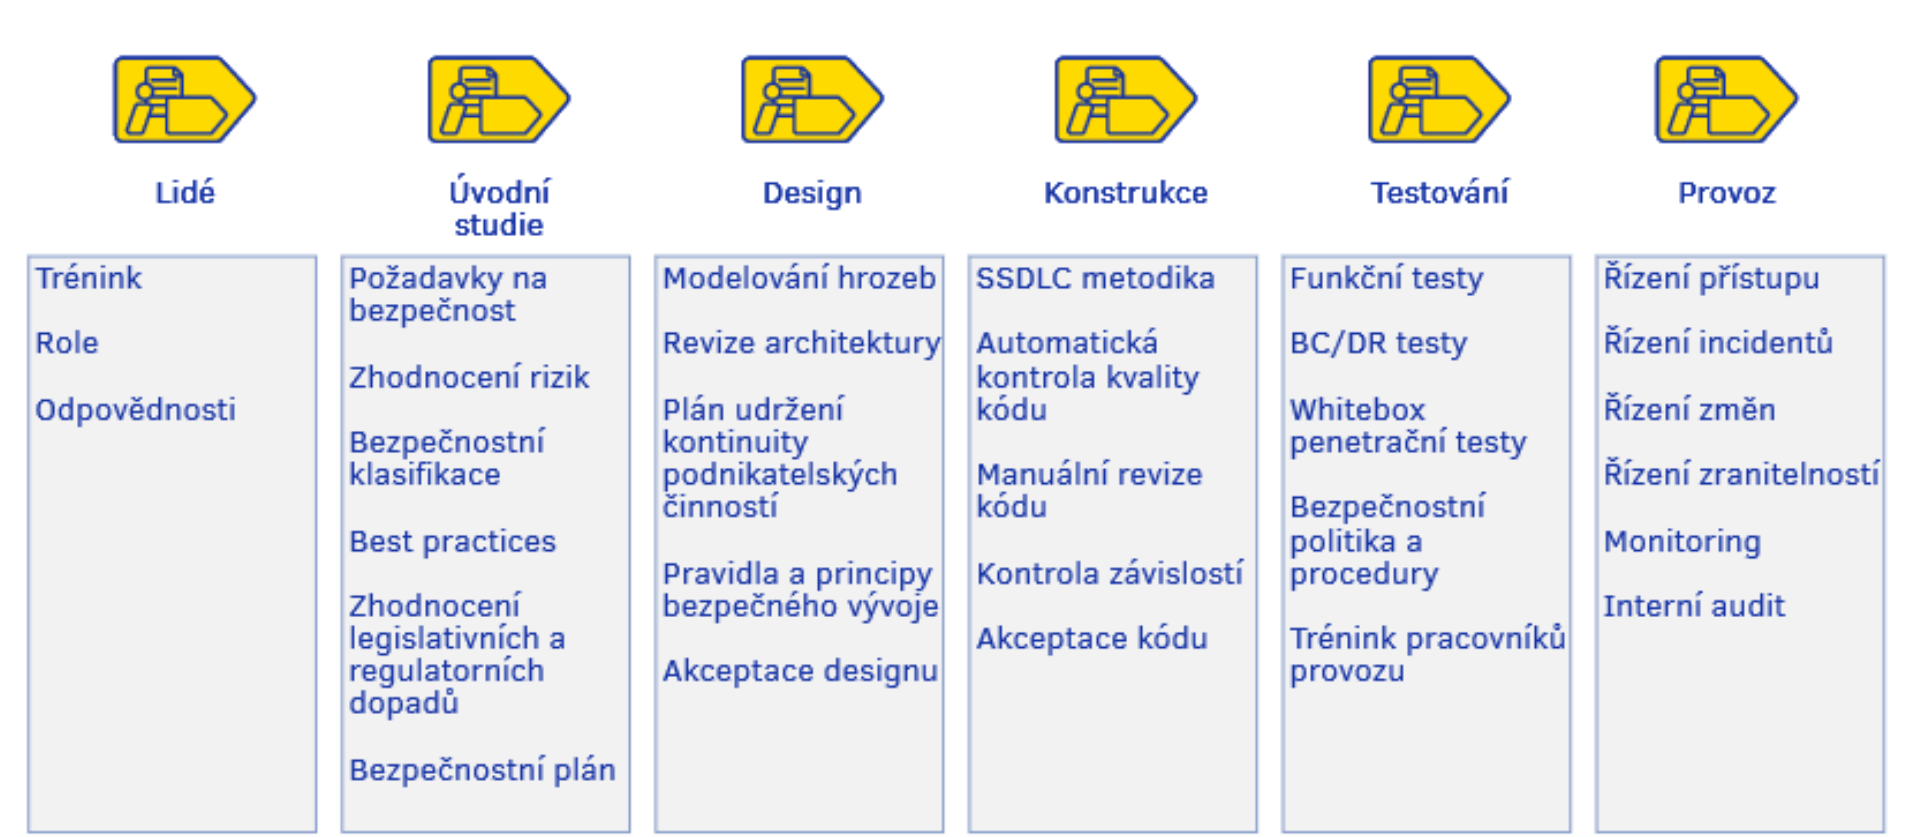 Lidé
Úvodní
studie
Design
Konstrukce
Testování
Provoz
Trénink
Role
Odpovědnosti
Požadavky na
bezpečnost
Zhodnocení rizik
Bezpečnostní
klasifikace
Best practices
Zhodnocení
legislativních a
regulatorních
dopadů
Bezpečnostní plán
Modelování hrozeb
Revize architektury
Plán udržení
kontinuity
podnikatelských
činností
Pravidla a principy
bezpečného vývoje
Akceptace designu
SSDLC metodika
Automatická
kontrola kvality
kódu
Manuální revize
kódu
Kontrola závislostí
Akceptace kódu
Funkční testy
BC/DR testy
Whitebox
penetrační testy
Bezpečnostní
politika a
procedury
Trénink pracovníků
provozu
Řízení přístupu
Řízení incidentů
Řízení změn
Řízení zranitelností
Monitoring
Interní audit